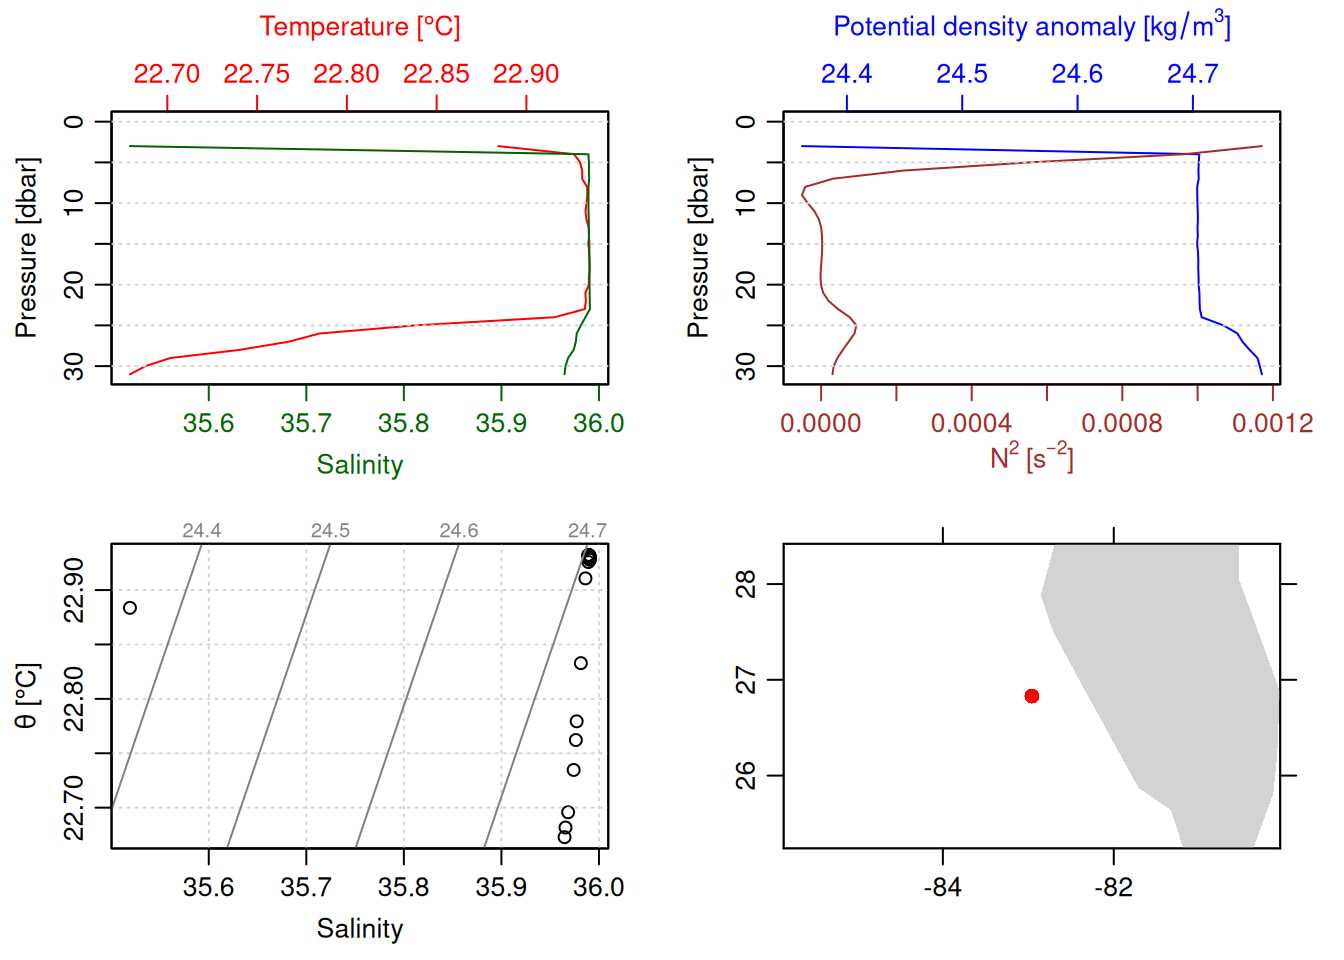 Temperature [°C]
22.70 22.75 22.80 22.85 22.90
Pressure [dbar]
0 10 20 30
35.6 35.7 35.8 35.9 36.0
Salinity
Potential density anomaly [kg/m³]
24.4 24.5 24.6 24.7
Pressure [dbar]
0 10 20 30
0.0000 0.0004 0.0008 0.0012
N² [s⁻²]
24.4 24.5 24.6 24.7
θ [°C]
22.90 22.80 22.70
35.6 35.7 35.8 35.9 36.0
Salinity
28 27 26
-84 -82